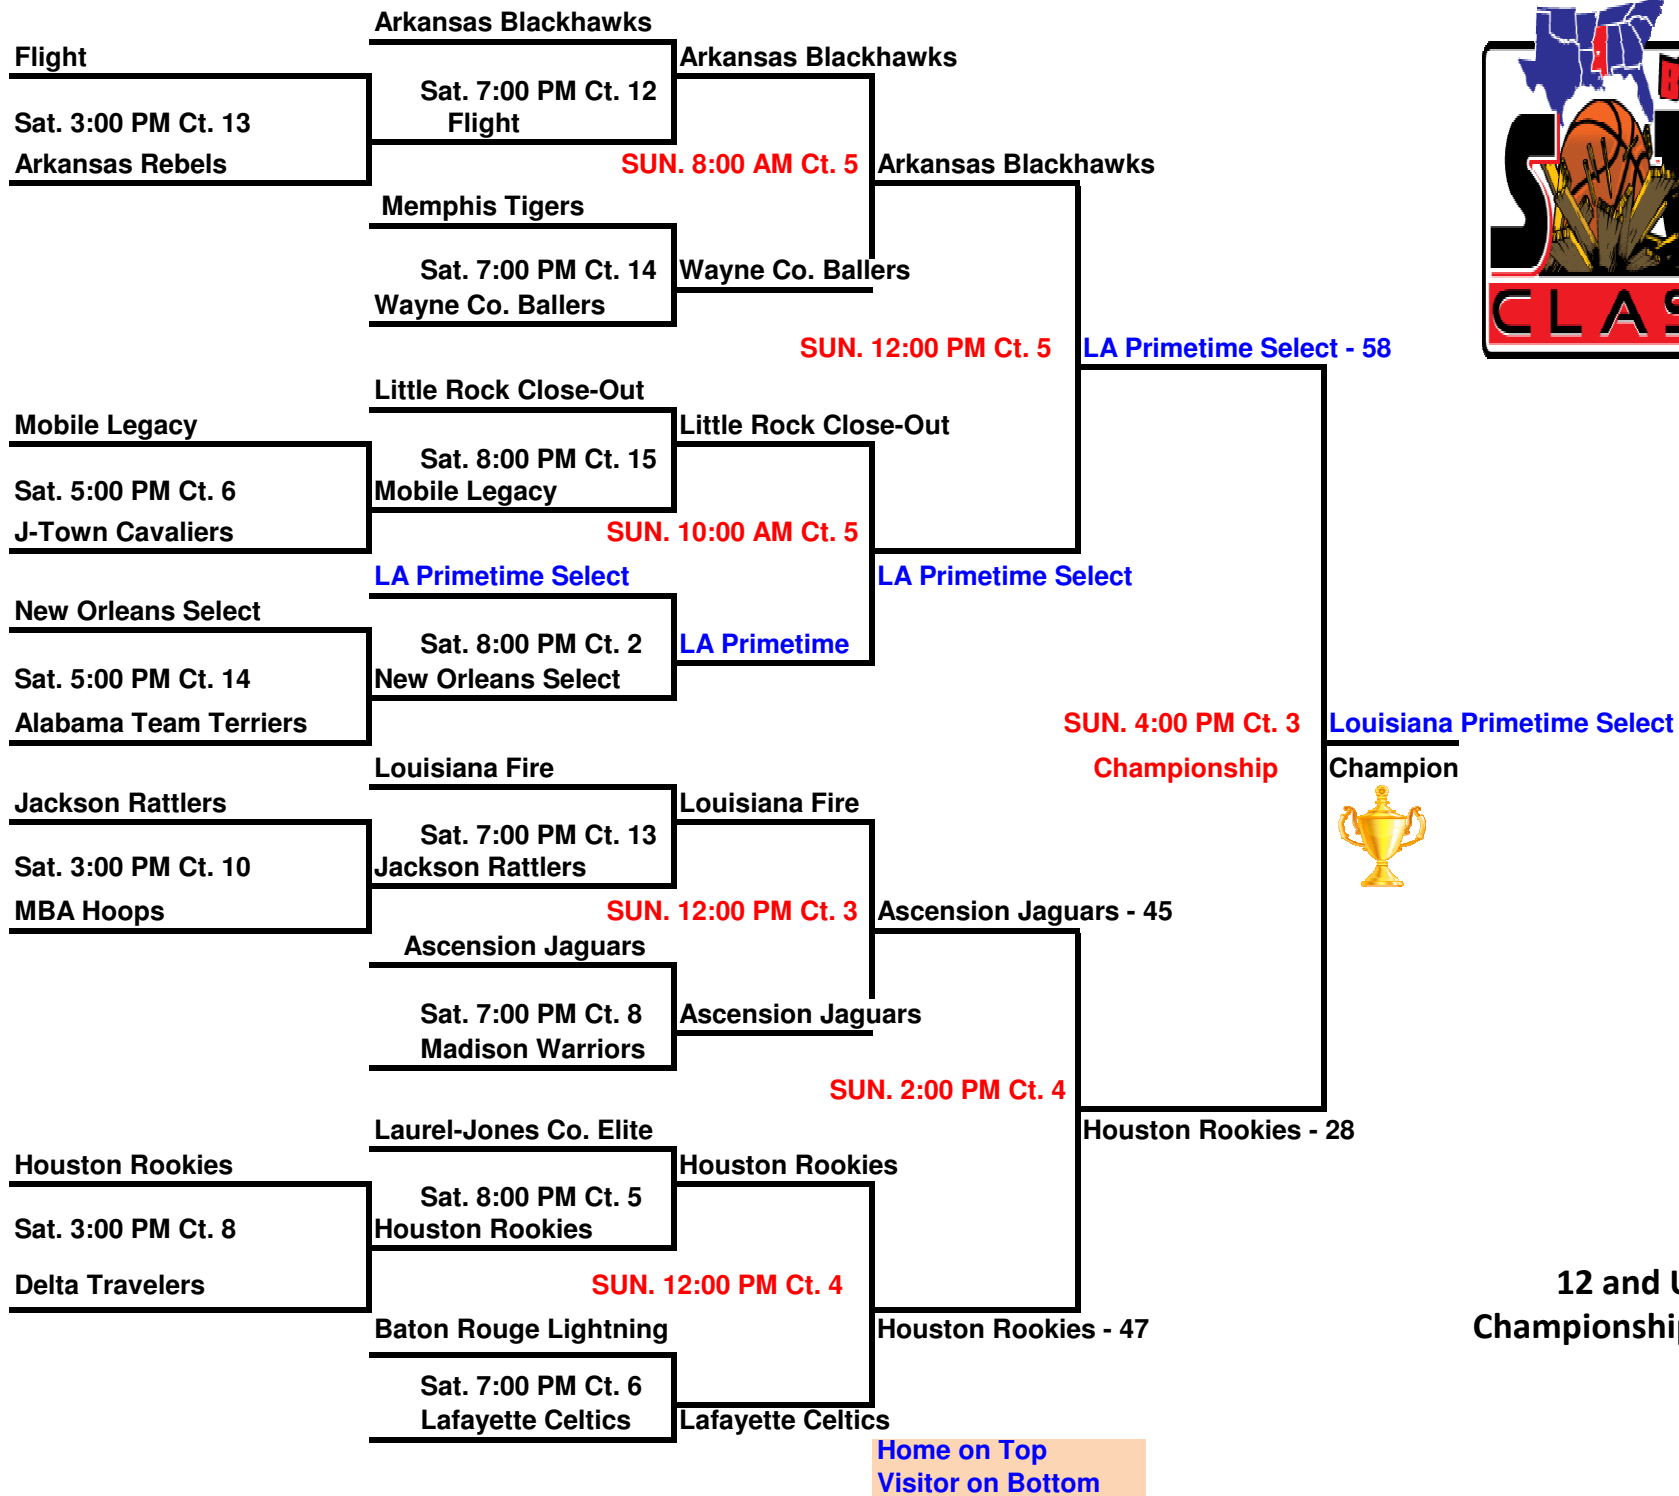 Arkansas Blackhawks
Flight
Arkansas Blackhawks
Sat. 7:00 PM Ct. 12
Sat. 3:00 PM Ct. 13
Flight
Arkansas Rebels
SUN. 8:00 AM Ct. 5
Arkansas Blackhawks
Memphis Tigers
Sat. 7:00 PM Ct. 14
Wayne Co. Ballers
Wayne Co. Ballers
SUN. 12:00 PM Ct. 5
LA Primetime Select - 58
Little Rock Close-Out
Mobile Legacy
Little Rock Close-Out
Sat. 8:00 PM Ct. 15
Sat. 5:00 PM Ct. 6
Mobile Legacy
J-Town Cavaliers
SUN. 10:00 AM Ct. 5
LA Primetime Select
LA Primetime Select
New Orleans Select
Sat. 8:00 PM Ct. 2
LA Primetime
Sat. 5:00 PM Ct. 14
New Orleans Select
Alabama Team Terriers
SUN. 4:00 PM Ct. 3
Louisiana Primetime Select
Louisiana Fire
Championship
Champion
Jackson Rattlers
Louisiana Fire
Sat. 7:00 PM Ct. 13
Sat. 3:00 PM Ct. 10
Jackson Rattlers
MBA Hoops
SUN. 12:00 PM Ct. 3
Ascension Jaguars - 45
Ascension Jaguars
Sat. 7:00 PM Ct. 8
Ascension Jaguars
Madison Warriors
SUN. 2:00 PM Ct. 4
Laurel-Jones Co. Elite
Houston Rookies - 28
Houston Rookies
Houston Rookies
Sat. 8:00 PM Ct. 5
Sat. 3:00 PM Ct. 8
Houston Rookies
Delta Travelers
SUN. 12:00 PM Ct. 4
12 and U
Baton Rouge Lightning
Houston Rookies - 47
Championshi
Sat. 7:00 PM Ct. 6
Lafayette Celtics
Lafayette Celtics
Home on Top
Visitor on Bottom